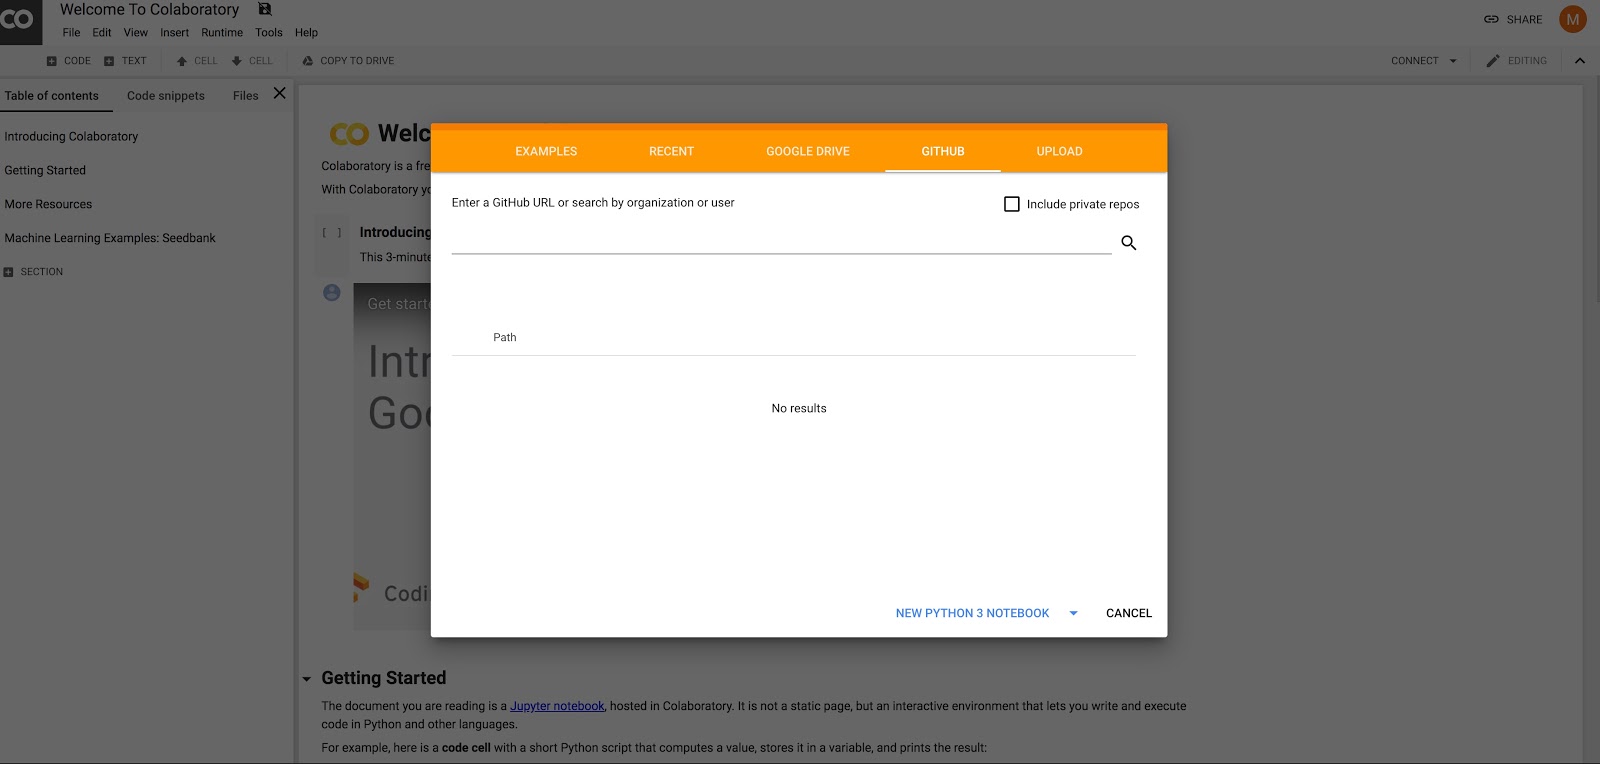 CO
Welcome To Colaboratory
File Edit View Insert Runtime Tools Help
SHARE
M
CODE TEXT CELL CELL COPY TO DRIVE
CONNECT EDITING
Table of contents Code snippets Files
Introducing Colaboratory
Getting Started
More Resources
Machine Learning Examples: Seedbank
SECTION
CO Welc
Colaboratory is a fre
With Colaboratory yo
[ ] Introducing
This 3-minute
Get starte
Intr
Goo
Codi
EXAMPLES RECENT GOOGLE DRIVE GITHUB UPLOAD
Enter a GitHub URL or search by organization or user
Include private repos
Path
No results
NEW PYTHON 3 NOTEBOOK CANCEL
Getting Started
The document you are reading is a Jupyter notebook, hosted in Colaboratory. It is not a static page, but an interactive environment that lets you write and execute
code in Python and other languages.
For example, here is a code cell with a short Python script that computes a value, stores it in a variable, and prints the result: